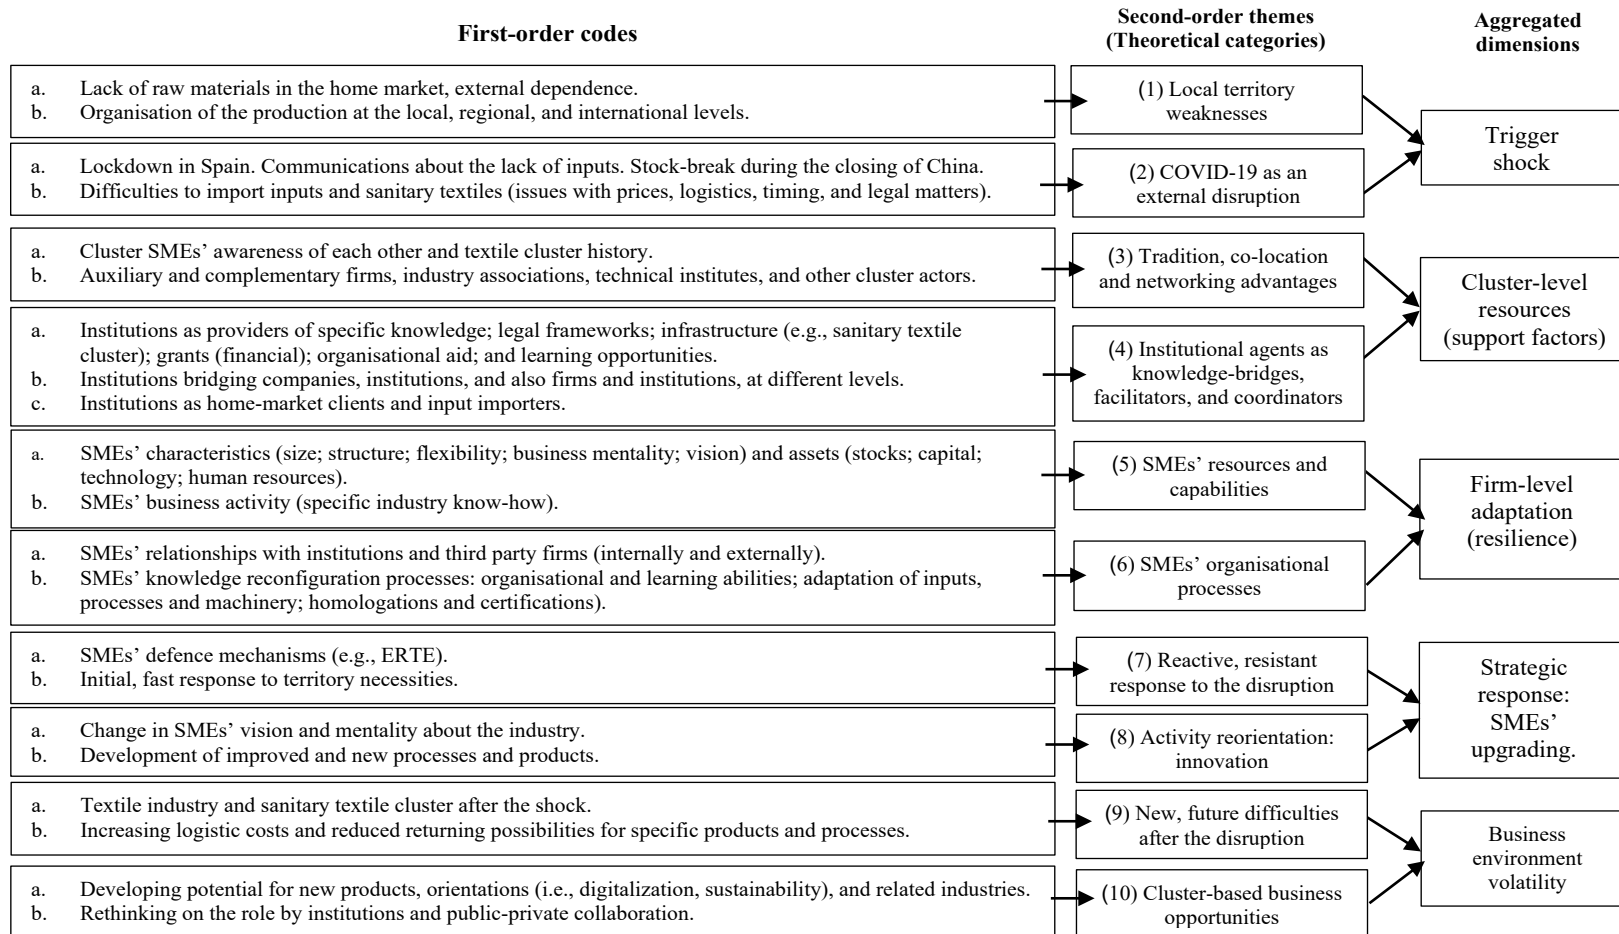 First-order codes
Second-order themes
(Theoretical categories)
Aggregated
dimensions
a. Lack of raw materials in the home market, external dependence.
b. Organisation of the production at the local, regional, and international levels.
(1) Local territory
weaknesses
Trigger
shock
a. Lockdown in Spain. Communications about the lack of inputs. Stock-break during the closing of China.
b. Difficulties to import inputs and sanitary textiles (issues with prices, logistics, timing, and legal matters).
(2) COVID-19 as an
external disruption
a. Cluster SMEs’ awareness of each other and textile cluster history.
b. Auxiliary and complementary firms, industry associations, technical institutes, and other cluster actors.
(3) Tradition, co-location
and networking advantages
Cluster-level
resources
(support factors)
a. Institutions as providers of specific knowledge; legal frameworks; infrastructure (e.g., sanitary textile
cluster); grants (financial); organisational aid; and learning opportunities.
b. Institutions bridging companies, institutions, and also firms and institutions, at different levels.
c. Institutions as home-market clients and input importers.
(4) Institutional agents as
knowledge-bridges,
facilitators, and coordinators
a. SMEs’ characteristics (size; structure; flexibility; business mentality; vision) and assets (stocks; capital;
technology; human resources).
b. SMEs’ business activity (specific industry know-how).
(5) SMEs’ resources and
capabilities
Firm-level
adaptation
(resilience)
a. SMEs’ relationships with institutions and third party firms (internally and externally).
b. SMEs’ knowledge reconfiguration processes: organisational and learning abilities; adaptation of inputs,
processes and machinery; homologations and certifications).
(6) SMEs’ organisational
processes
a. SMEs’ defence mechanisms (e.g., ERTE).
b. Initial, fast response to territory necessities.
(7) Reactive, resistant
response to the disruption
Strategic
response:
SMEs’
upgrading.
a. Change in SMEs’ vision and mentality about the industry.
b. Development of improved and new processes and products.
(8) Activity reorientation:
innovation
a. Textile industry and sanitary textile cluster after the shock.
b. Increasing logistic costs and reduced returning possibilities for specific products and processes.
(9) New, future difficulties
after the disruption
Business
environment
volatility
a. Developing potential for new products, orientations (i.e., digitalization, sustainability), and related industries.
b. Rethinking on the role by institutions and public-private collaboration.
(10) Cluster-based business
opportunities